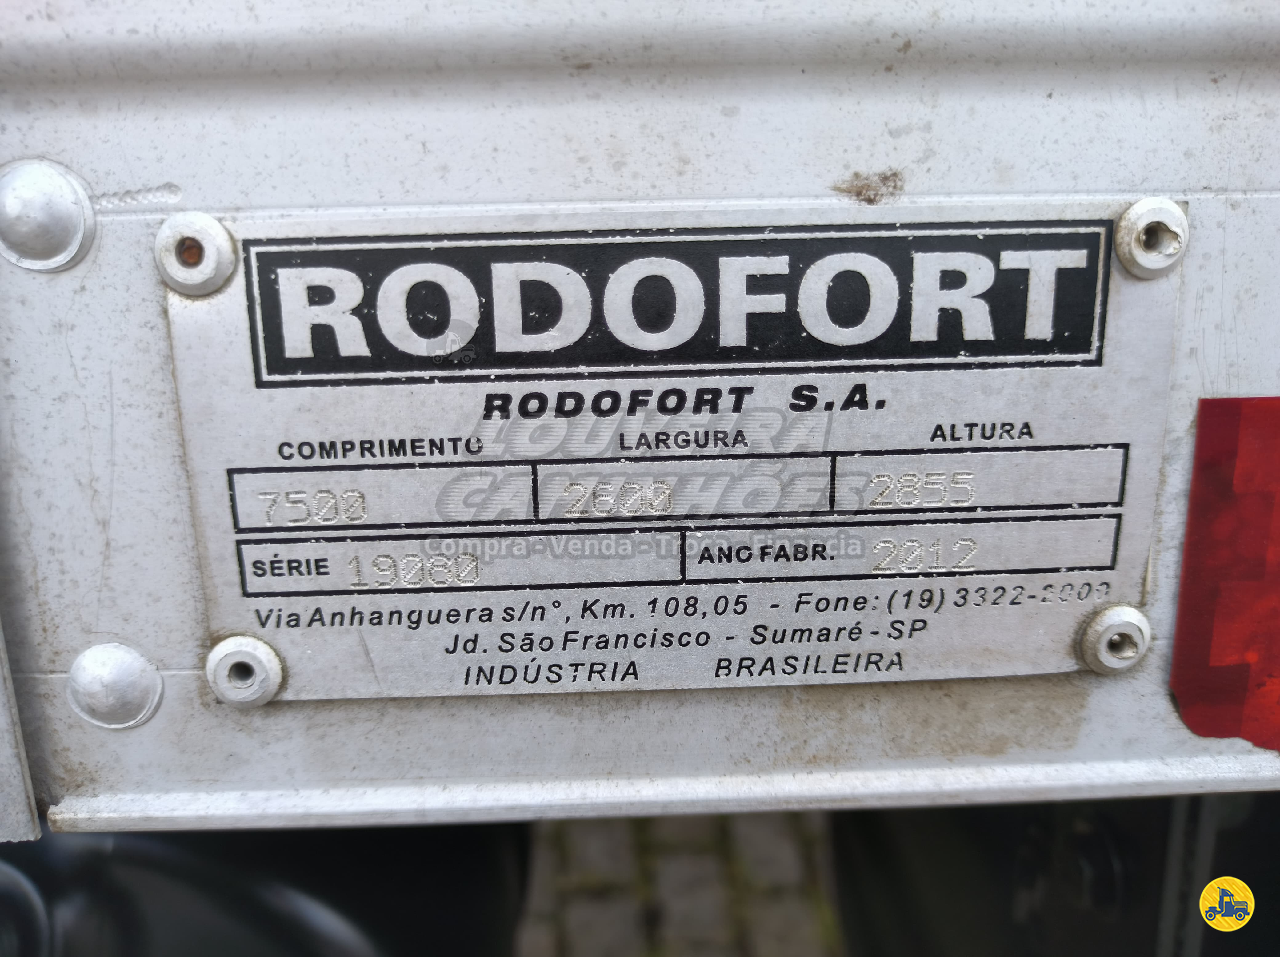 RODOFORT
RODOFORT S.A.
COMPRIMENTO LARGURA ALTURA
7500 2600 2855
SÉRIE 19080 ANO FABR. 2012
Via Anhanguera s/n°, Km. 108,05 - Fone: (19) 3322-2000
Jd. São Francisco - Sumaré - SP
INDÚSTRIA BRASILEIRA
LOUVEIRA
CAMINHÕES
Compra - Venda - Troca - Financia